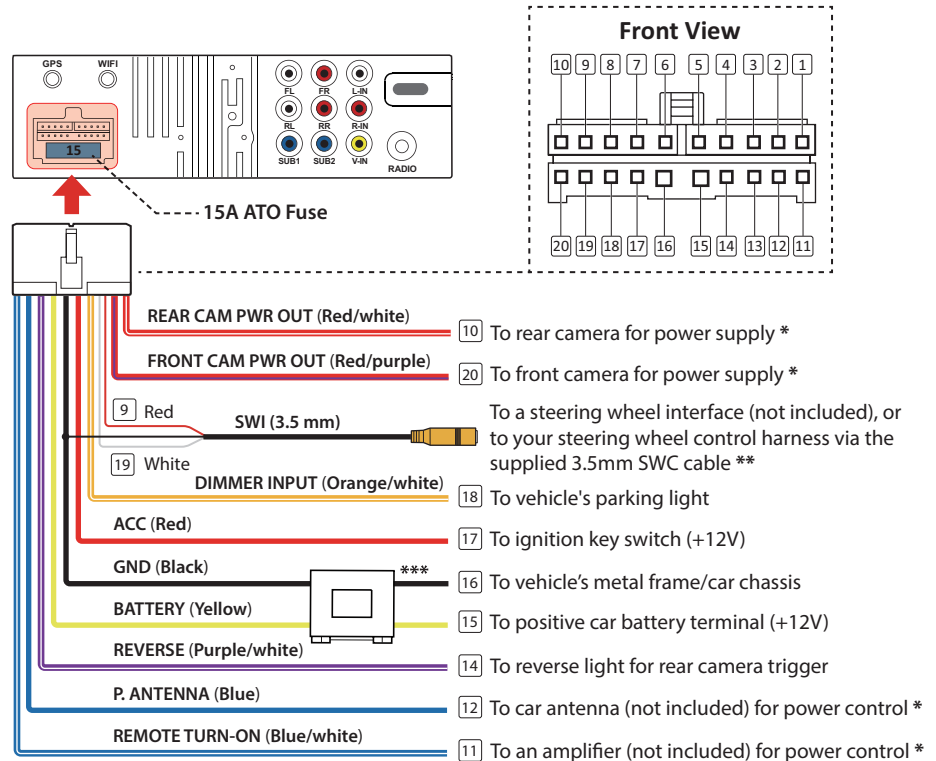 Front View
10 9 8 7 6 5 4 3 2 1
20 19 18 17 16 15 14 13 12 11
GPS WIFI
FL FR L-IN
RL RR R-IN
SUB1 SUB2 V-IN
RADIO
15
15A ATO Fuse
REAR CAM PWR OUT (Red/white)
10 To rear camera for power supply *
FRONT CAM PWR OUT (Red/purple)
20 To front camera for power supply *
9 Red
SWI (3.5 mm)
19 White
To a steering wheel interface (not included), or
to your steering wheel control harness via the
supplied 3.5mm SWC cable **
DIMMER INPUT (Orange/white)
18 To vehicle's parking light
ACC (Red)
17 To ignition key switch (+12V)
GND (Black)
***
16 To vehicle’s metal frame/car chassis
BATTERY (Yellow)
15 To positive car battery terminal (+12V)
REVERSE (Purple/white)
14 To reverse light for rear camera trigger
P. ANTENNA (Blue)
12 To car antenna (not included) for power control *
REMOTE TURN-ON (Blue/white)
11 To an amplifier (not included) for power control *